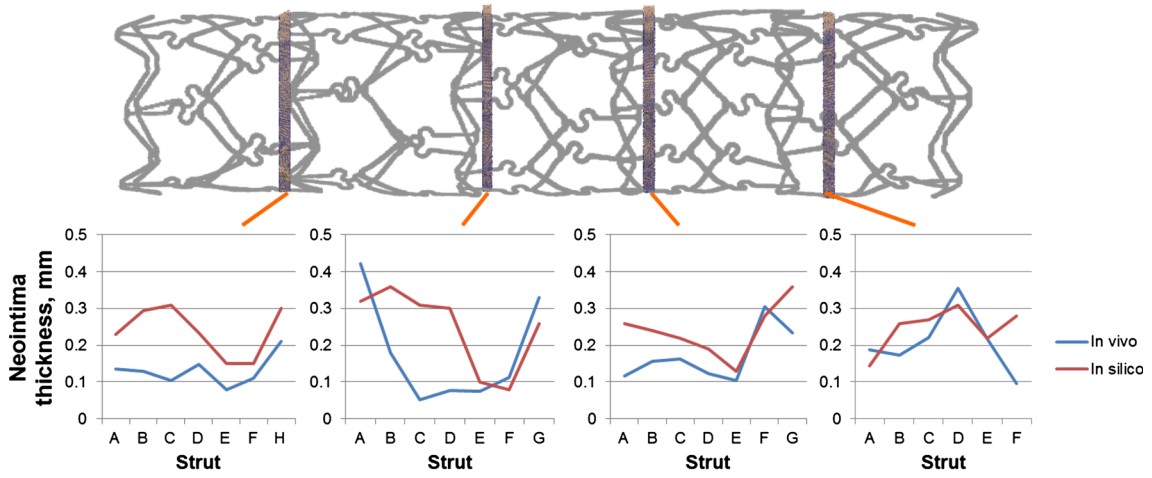 Neointima
thickness, mm
0.5 0.4 0.3 0.2 0.1 0
A B C D E F H
Strut
0.5 0.4 0.3 0.2 0.1 0
A B C D E F G
Strut
0.5 0.4 0.3 0.2 0.1 0
A B C D E F G
Strut
0.5 0.4 0.3 0.2 0.1 0
A B C D E F
Strut
In vivo
In silico